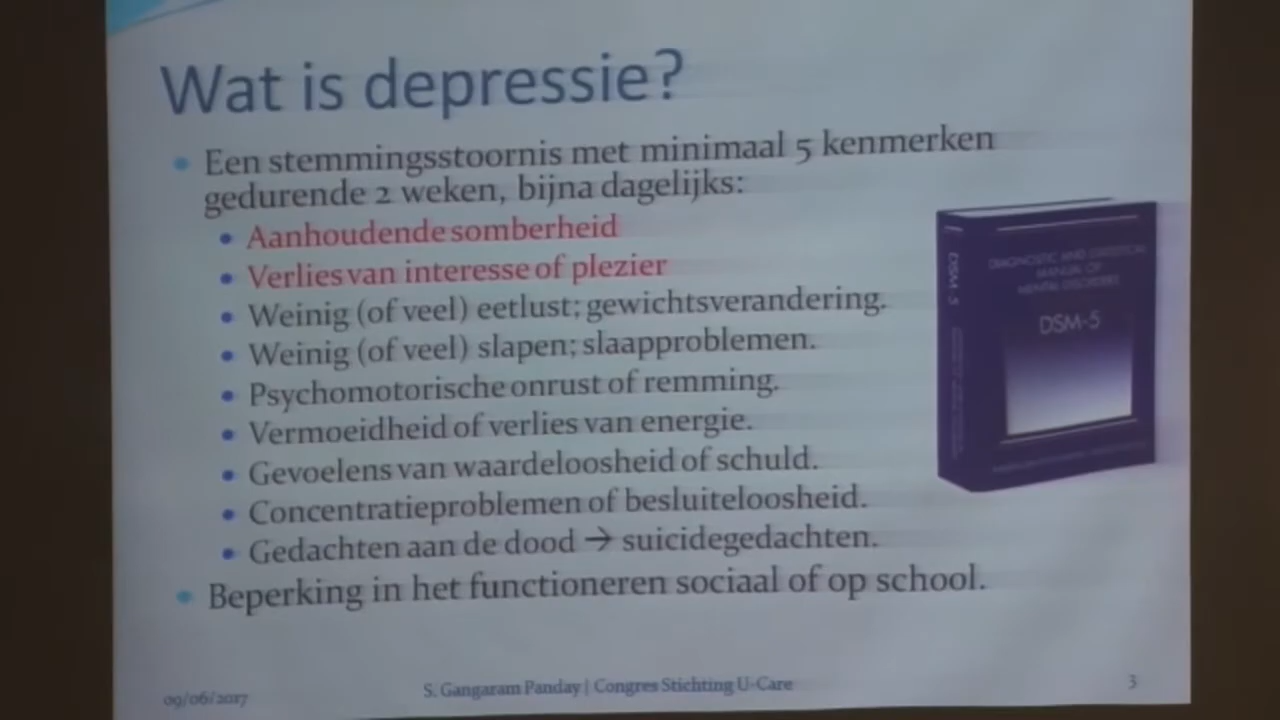 Wat is depressie?
Een stemmingsstoornis met minimaal 5 kenmerken
gedurende 2 weken, bijna dagelijks:
Aanhoudende somberheid
Verlies van interesse of plezier
Weinig (of veel) eetlust; gewichtsverandering.
Weinig (of veel) slapen; slaapproblemen.
Psychomotorische onrust of remming.
Vermoeidheid of verlies van energie.
Gevoelens van waardeloosheid of schuld.
Concentratieproblemen of besluiteloosheid.
Gedachten aan de dood → suicidegedachten.
Beperking in het functioneren sociaal of op school.
DSM-5
DIAGNOSTIC AND STATISTICAL
MANUAL OF
MENTAL DISORDERS
DSM-5
09/06/2017
S. Gangaram Panday | Congres Stichting U-Care
3